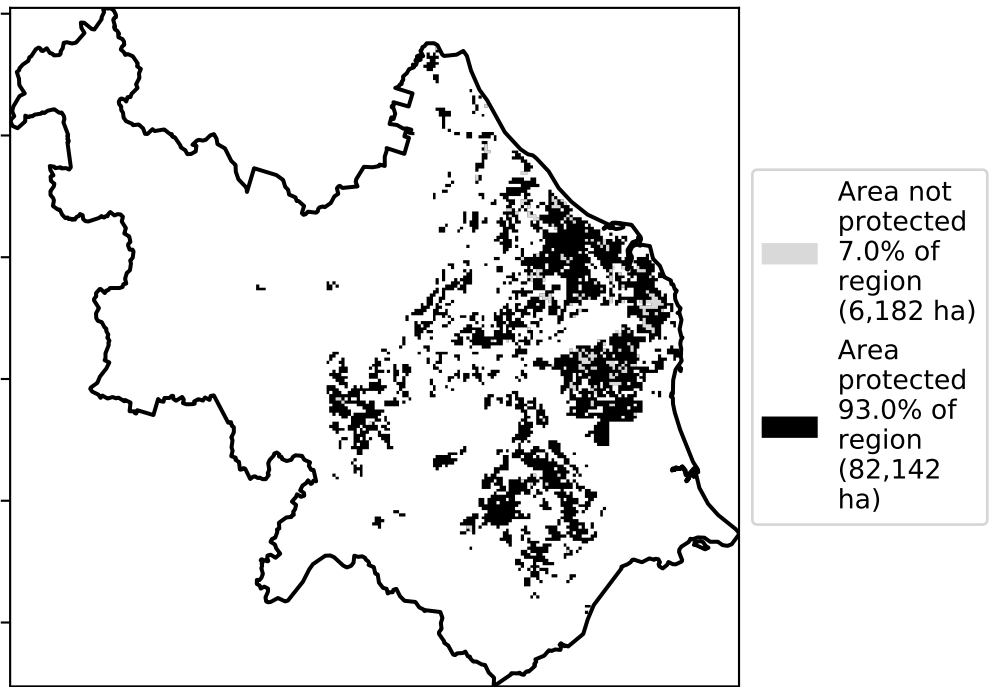 Area not
protected
7.0% of
region
(6,182 ha)
Area
protected
93.0% of
region
(82,142
ha)